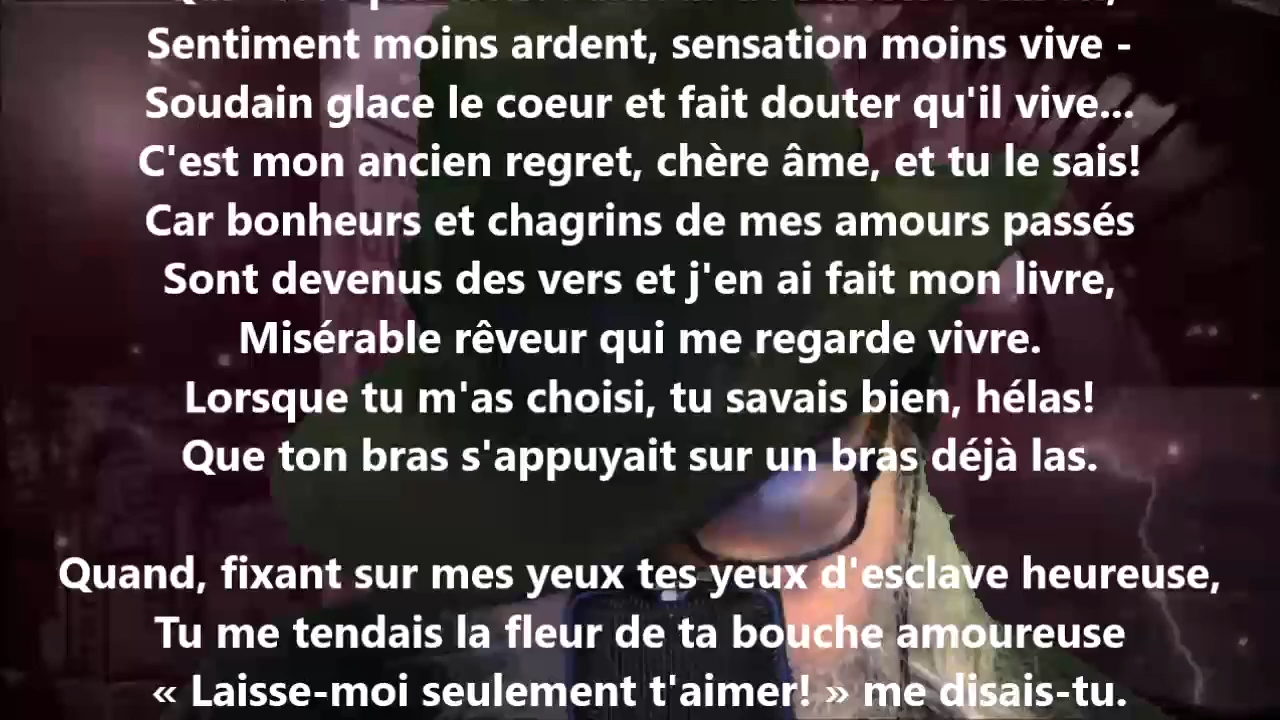 Sentiment moins ardent, sensation moins vive -
Soudain glace le coeur et fait douter qu'il vive...
C'est mon ancien regret, chère âme, et tu le sais!
Car bonheurs et chagrins de mes amours passés
Sont devenus des vers et j'en ai fait mon livre,
Misérable rêveur qui me regarde vivre.
Lorsque tu m'as choisi, tu savais bien, hélas!
Que ton bras s'appuyait sur un bras déjà las.
Quand, fixant sur mes yeux tes yeux d'esclave heureuse,
Tu me tendais la fleur de ta bouche amoureuse
« Laisse-moi seulement t'aimer! » me disais-tu.